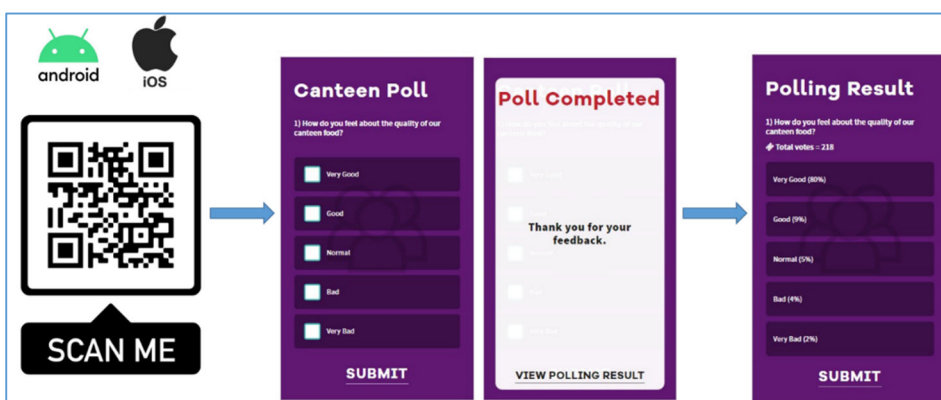 android
iOS
SCAN ME
Canteen Poll
1) How do you feel about the quality of our
canteen food?
Very Good
Good
Normal
Bad
Very Bad
SUBMIT
Poll Completed
Thank you for your
feedback.
VIEW POLLING RESULT
Polling Result
1) How do you feel about the quality of our
canteen food?
Total votes = 218
Very Good (80%)
Good (9%)
Normal (5%)
Bad (4%)
Very Bad (2%)
SUBMIT